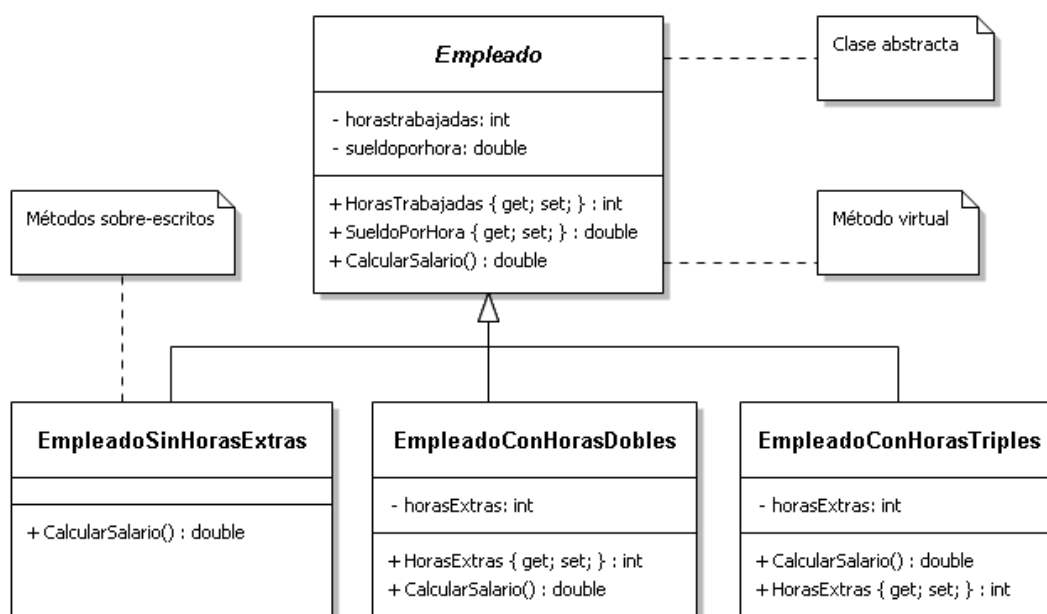 Empleado
- horastrabajadas: int
- sueldoporhora: double
+ HorasTrabajadas { get; set; } : int
+ SueldoPorHora { get; set; } : double
+ CalcularSalario() : double
Clase abstracta
Métodos sobre-escritos
Método virtual
EmpleadoSinHorasExtras
+ CalcularSalario() : double
EmpleadoConHorasDobles
- horasExtras: int
+ HorasExtras { get; set; } : int
+ CalcularSalario() : double
EmpleadoConHorasTriples
- horasExtras: int
+ CalcularSalario() : double
+ HorasExtras { get; set; } : int